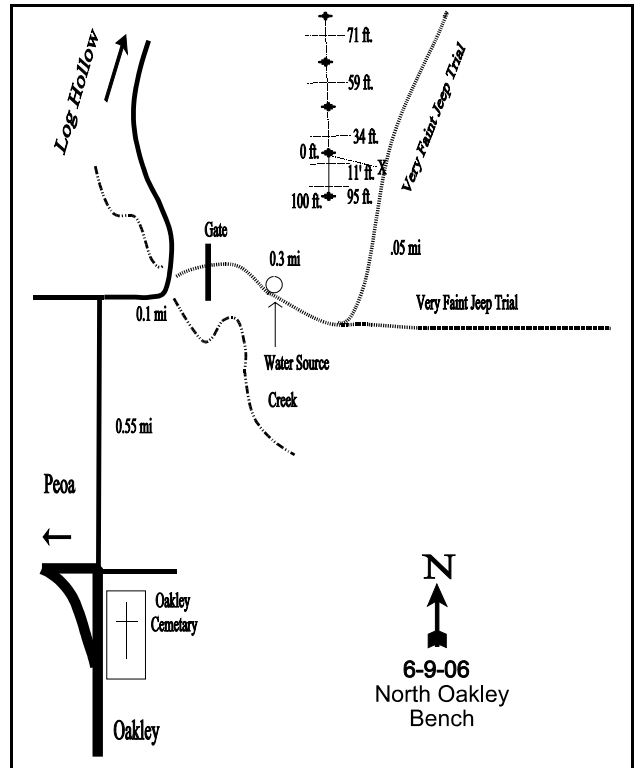 Log Hollow
71 ft.
59 ft.
34 ft.
0 ft.
X
11' ft.
100 ft.
95 ft.
Very Faint Jeep Trial
Gate
0.3 mi
.05 mi
0.1 mi
Very Faint Jeep Trial
Water Source
Creek
0.55 mi
Peoa
Oakley
Cemetary
Oakley
N
6-9-06
North Oakley
Bench